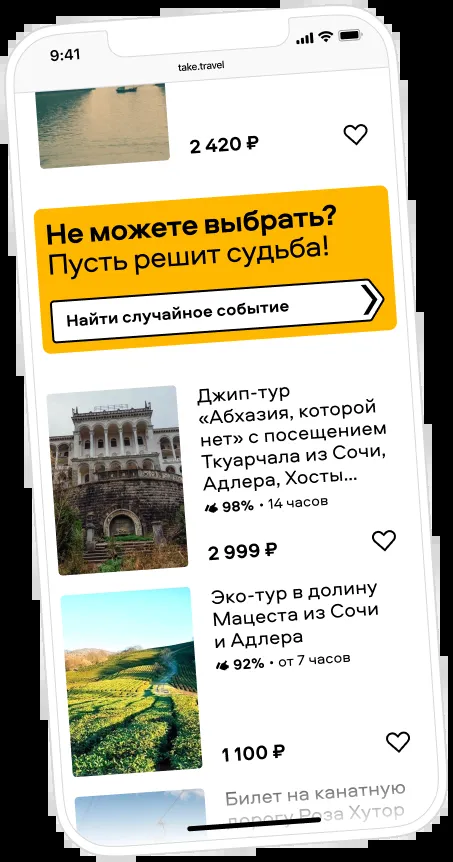 9:41
take.travel
2 420 ₽
Не можете выбрать?
Пусть решит судьба!
Найти случайное событие
Джип-тур
«Абхазия, которой
нет» с посещением
Ткуарчала из Сочи,
Адлера, Хосты...
98% • 14 часов
2 999 ₽
Эко-тур в долину
Мацеста из Сочи
и Адлера
92% • от 7 часов
1 100 ₽
Билет на канатную
дорогу Роза Хутор